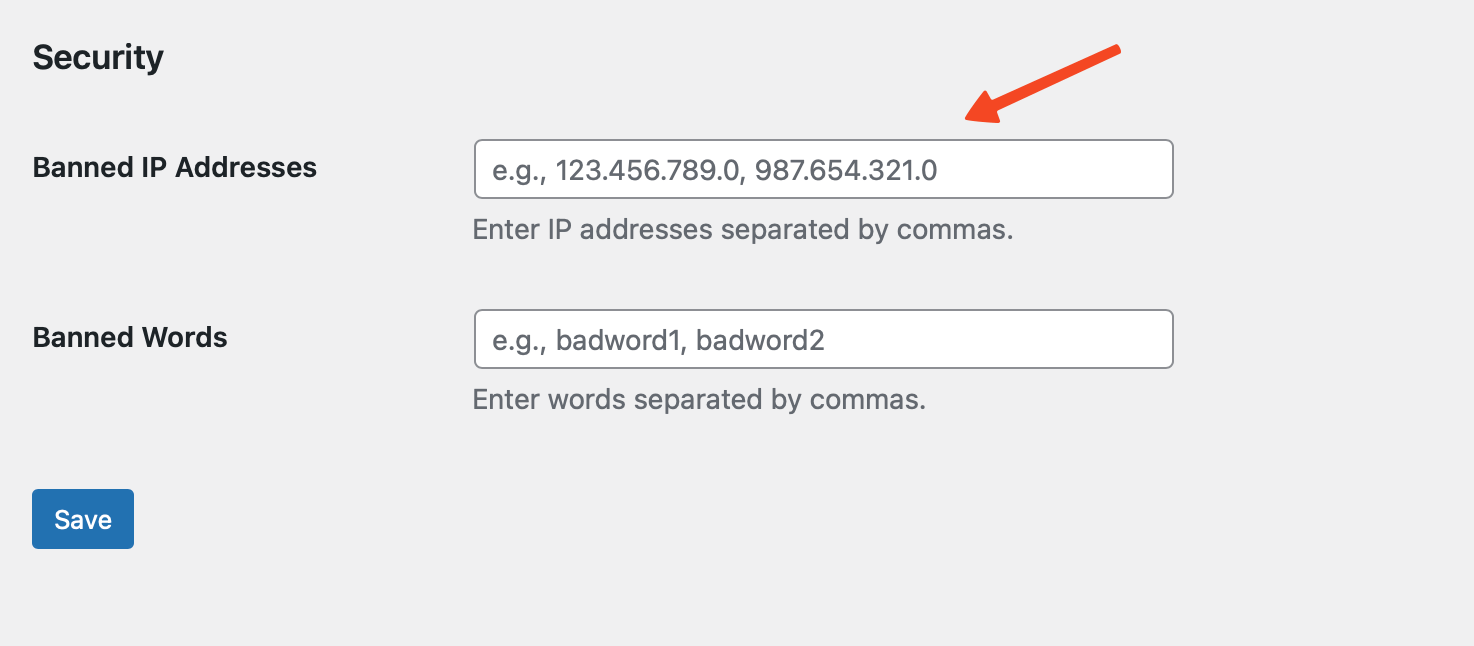 Security
Banned IP Addresses
e.g., 123.456.789.0, 987.654.321.0
Enter IP addresses separated by commas.
Banned Words
e.g., badword1, badword2
Enter words separated by commas.
Save